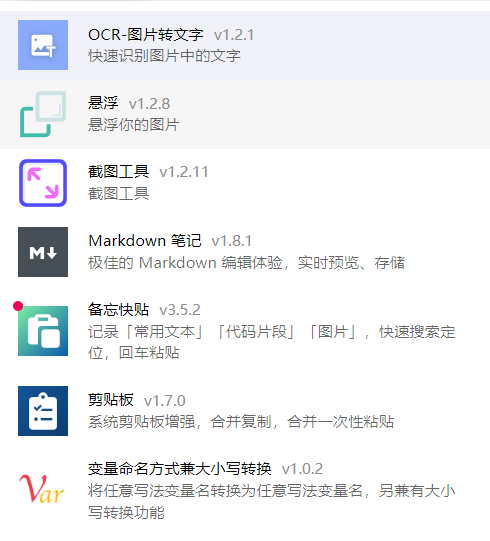 OCR-图片转文字 v1.2.1
快速识别图片中的文字
悬浮 v1.2.8
悬浮你的图片
截图工具 v1.2.11
截图工具
M Markdown 笔记 v1.8.1
极佳的 Markdown 编辑体验，实时预览、存储
备忘快贴 v3.5.2
记录「常用文本」「代码片段」「图片」，快速搜索定
位，回车粘贴
剪贴板 v1.7.0
系统剪贴板增强，合并复制，合并一次性粘贴
变量命名方式兼大小写转换 v1.0.2
Var 将任意写法变量名转换为任意写法变量名，另兼有大小
写转换功能